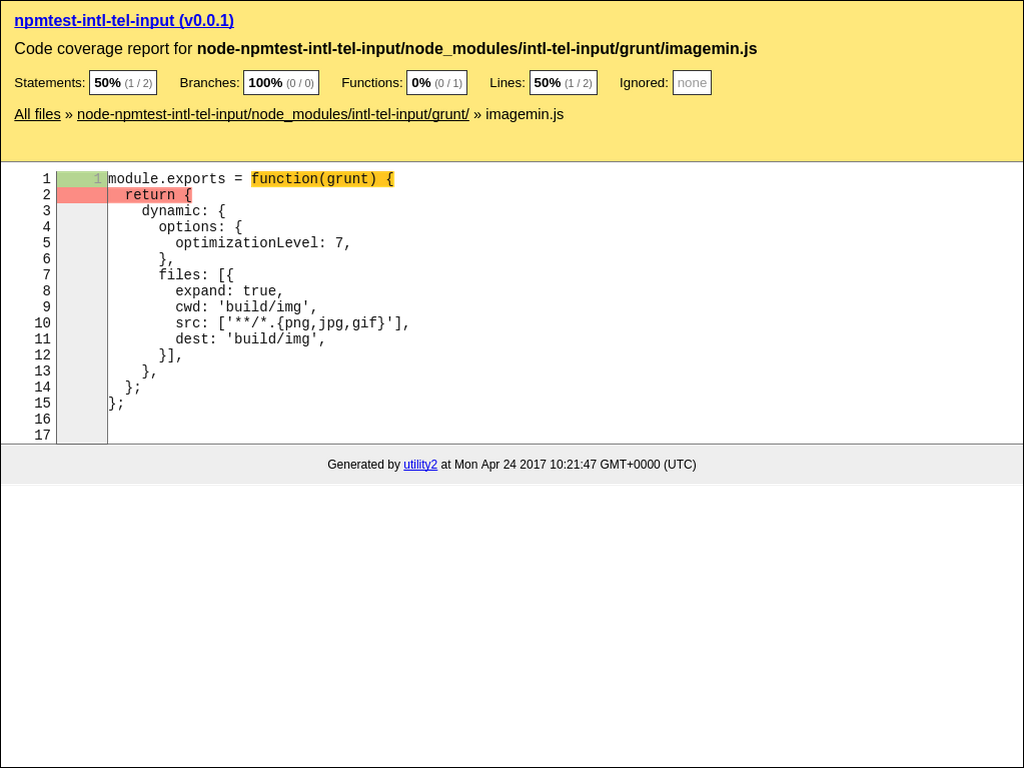 npmtest-intl-tel-input (v0.0.1)
Code coverage report for node-npmtest-intl-tel-input/node_modules/intl-tel-input/grunt/imagemin.js
Statements: 50% (1 / 2) Branches: 100% (0 / 0) Functions: 0% (0 / 1) Lines: 50% (1 / 2) Ignored: none
All files » node-npmtest-intl-tel-input/node_modules/intl-tel-input/grunt/ » imagemin.js
1 1 module.exports = function(grunt) {
2   return {
3     dynamic: {
4       options: {
5         optimizationLevel: 7,
6       },
7       files: [{
8         expand: true,
9         cwd: 'build/img',
10         src: ['**/*.{png,jpg,gif}'],
11         dest: 'build/img',
12       }],
13     },
14   };
15 };
16
17
Generated by utility2 at Mon Apr 24 2017 10:21:47 GMT+0000 (UTC)